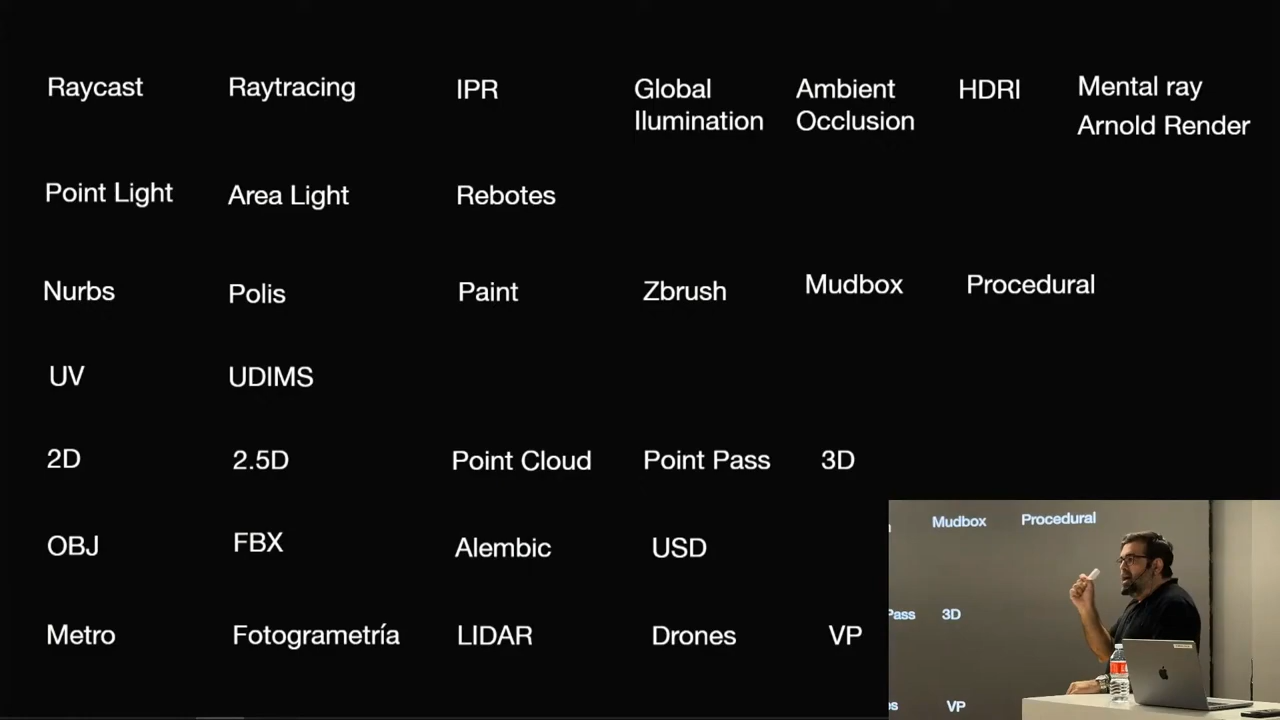 Raycast
Raytracing
IPR
Global
Ilumination
Ambient
Occlusion
HDRI
Mental ray
Arnold Render
Point Light
Area Light
Rebotes
Nurbs
Polis
Paint
Zbrush
Mudbox
Procedural
UV
UDIMS
2D
2.5D
Point Cloud
Point Pass
3D
OBJ
FBX
Alembic
USD
Metro
Fotogrametría
LIDAR
Drones
VP
Mudbox
Procedural
Pass
3D
VP